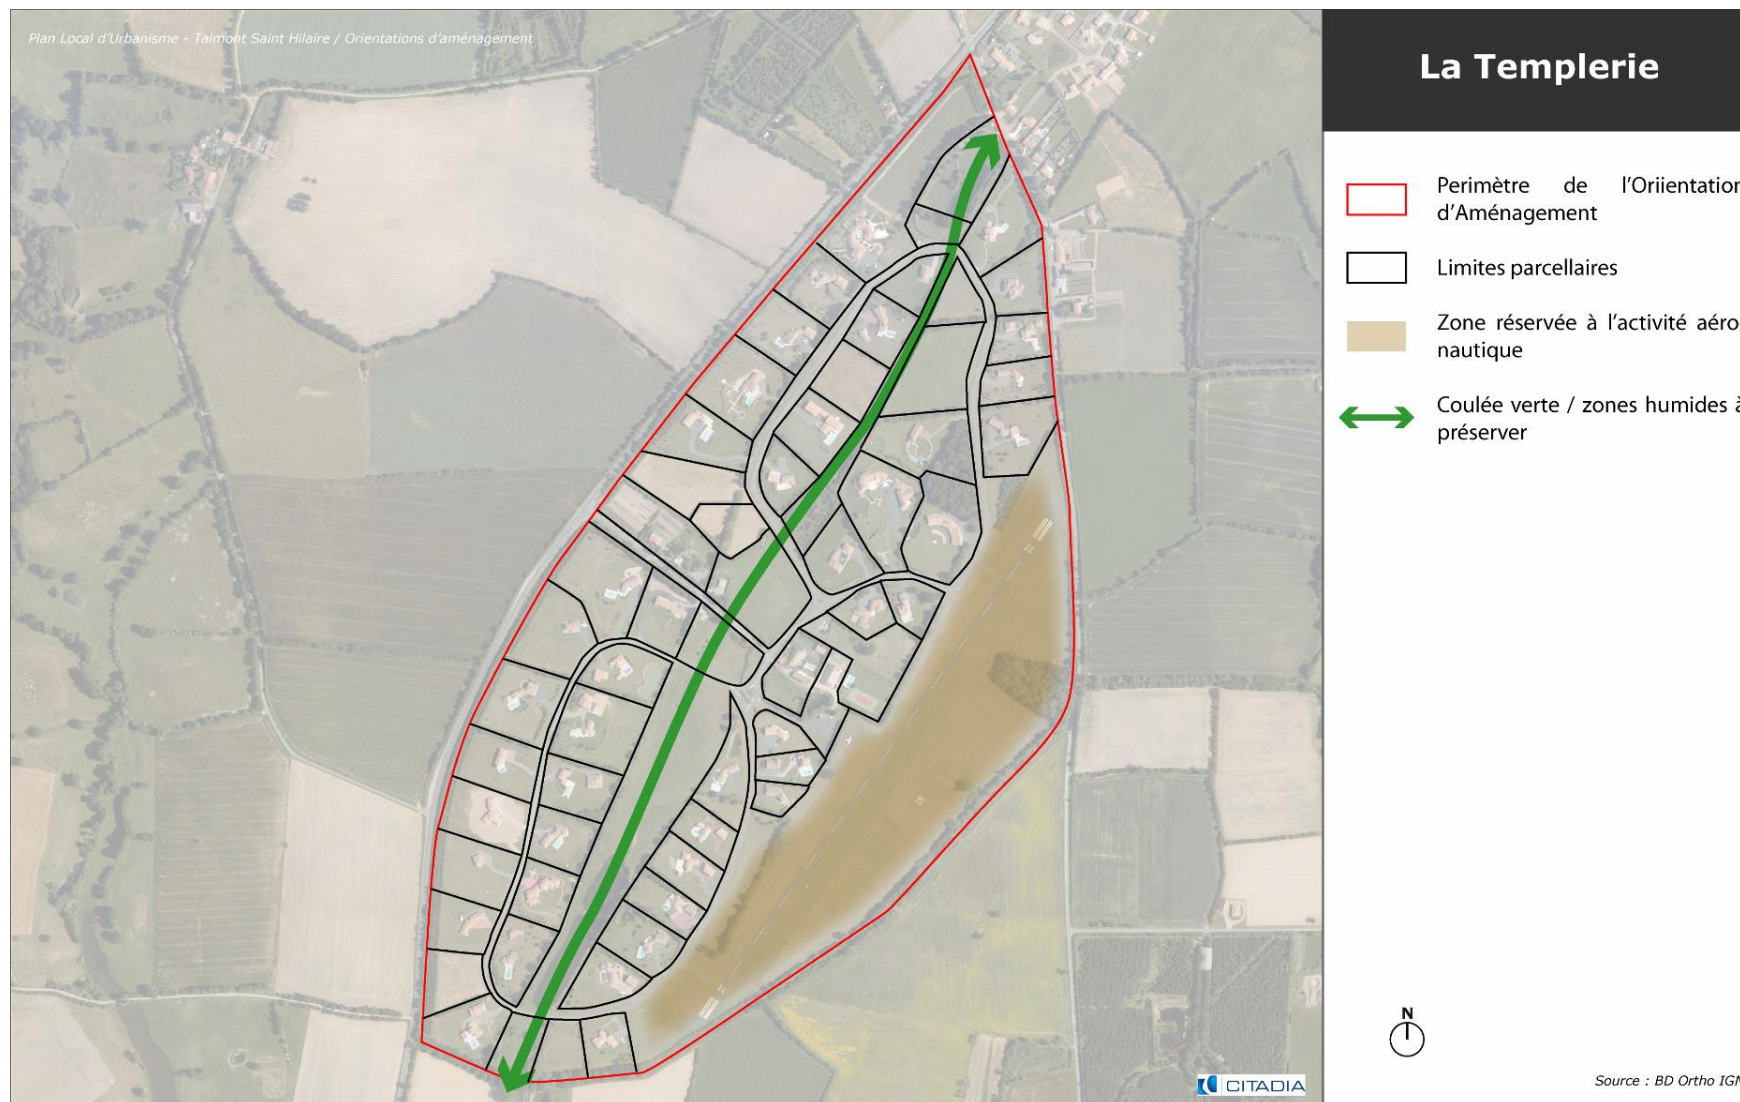 Plan Local d'Urbanisme - Talmont Saint Hilaire / Orientations d'aménagement
La Templerie
Perimètre de l'Oriientation
d'Aménagement
Limites parcellaires
Zone réservée à l'activité aéro
nautique
Coulée verte / zones humides à
préserver
N
CITADIA
Source : BD Ortho IGN